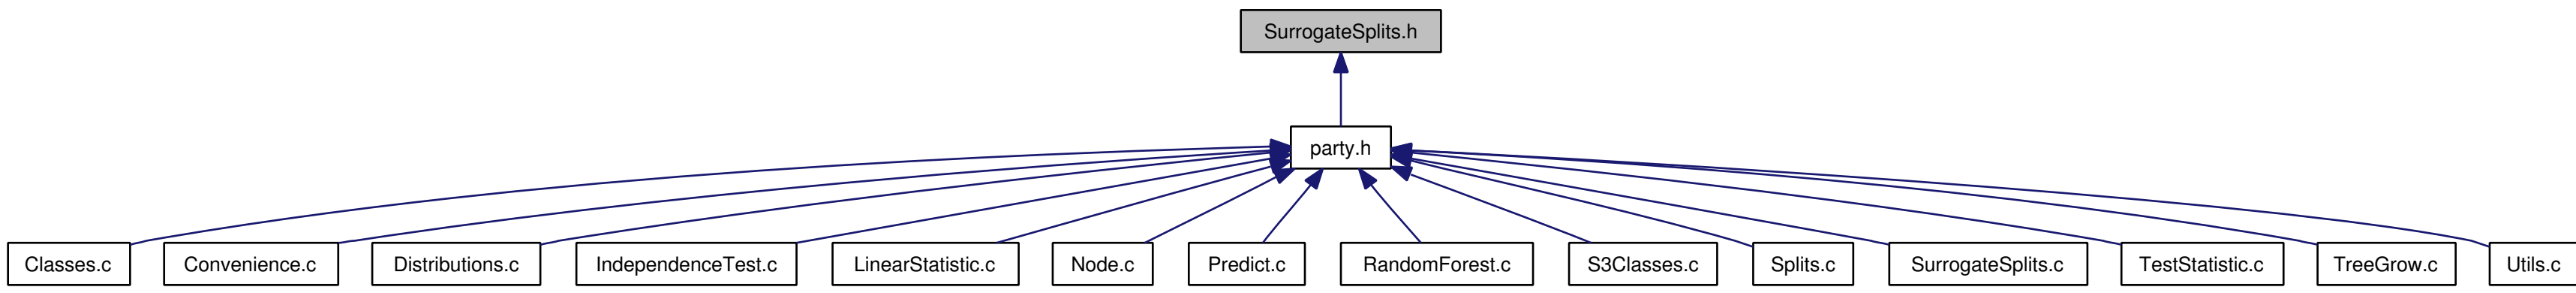 SurrogateSplits.h
party.h
Classes.c
Convenience.c
Distributions.c
IndependenceTest.c
LinearStatistic.c
Node.c
Predict.c
RandomForest.c
S3Classes.c
Splits.c
SurrogateSplits.c
TestStatistic.c
TreeGrow.c
Utils.c